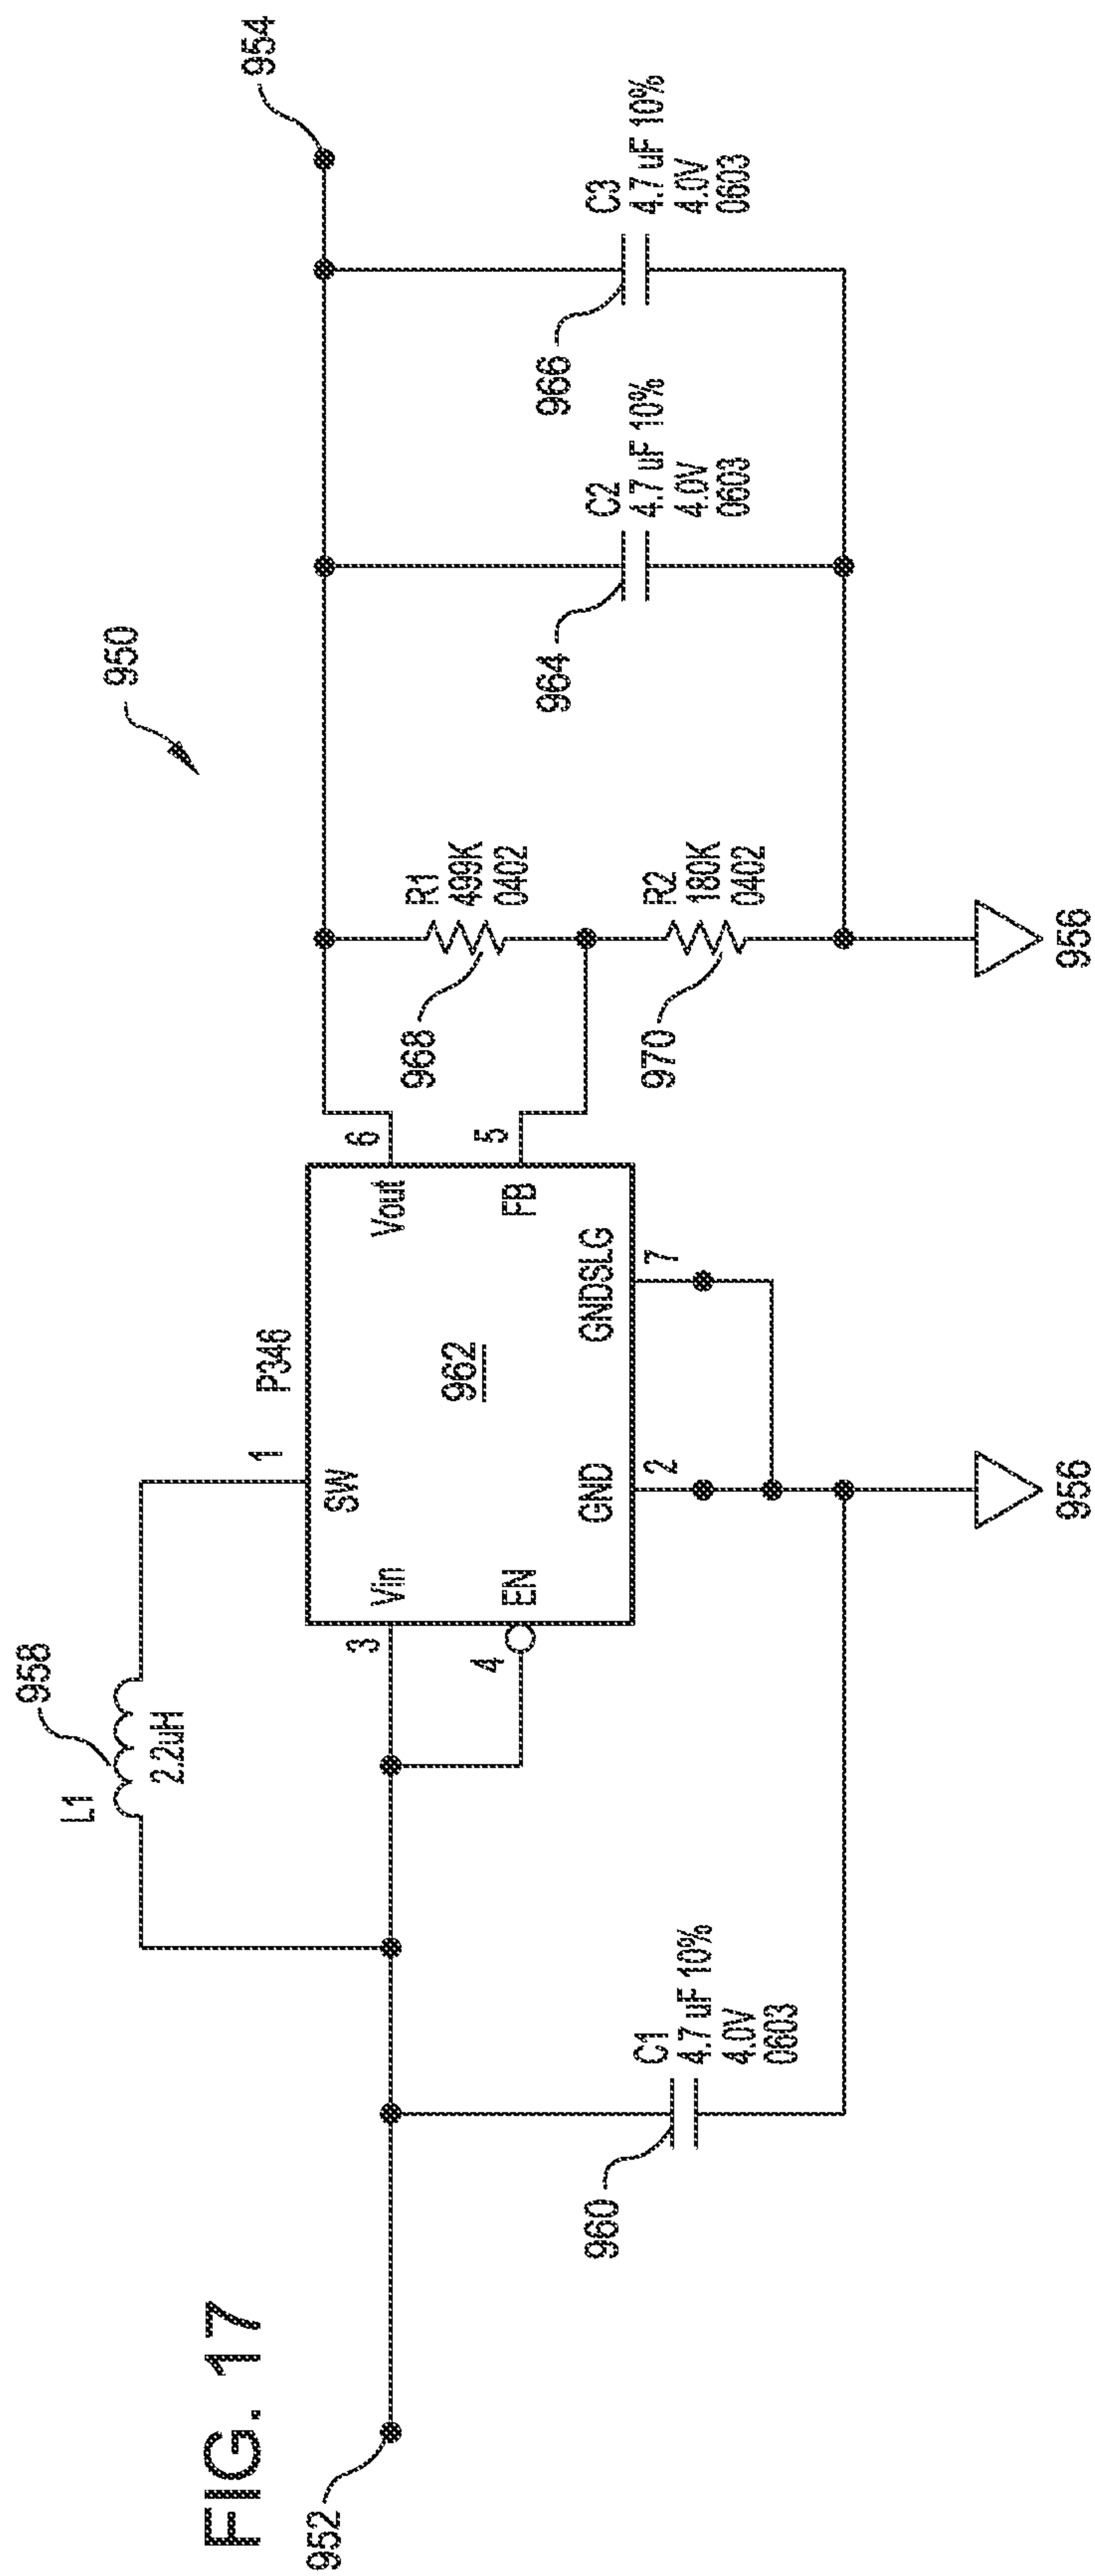 FIG. 17
950
952
954
L1
958
2.2uH
1
P346
SW
3
Vin
4
EN
962
Vout
6
FB
5
GND
2
GNDSLG
7
960
C1
4.7 uF 10%
4.0V
0603
956
968
R1
499K
0402
970
R2
180K
0402
956
964
C2
4.7 uF 10%
4.0V
0603
966
C3
4.7 uF 10%
4.0V
0603